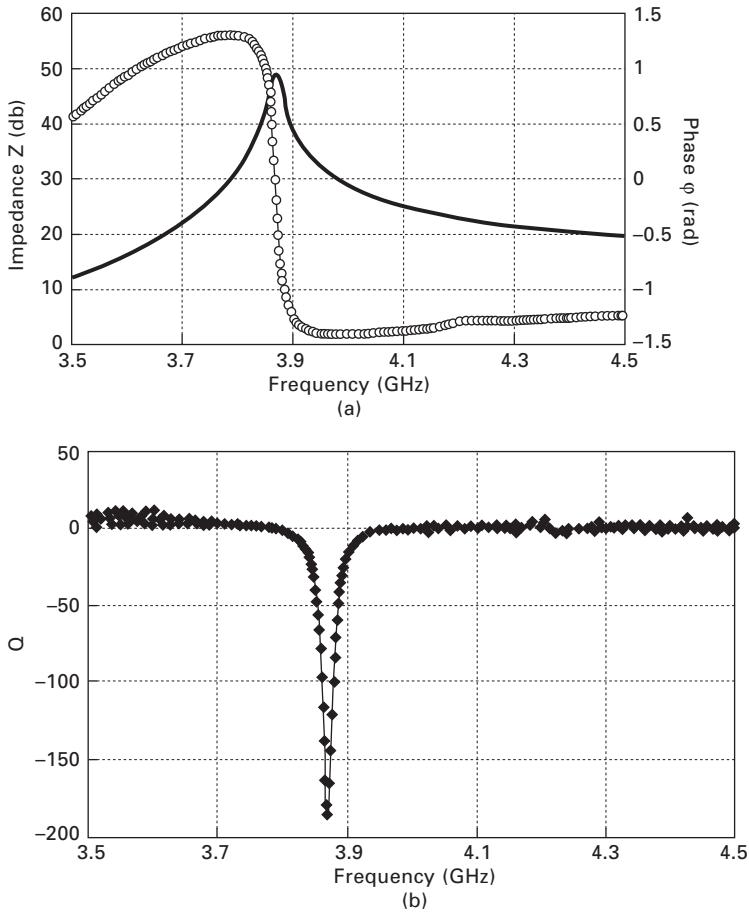 60
50
40
30
20
10
0
Impedance Z (db)
1.5
1
0.5
0
−0.5
−1
−1.5
Phase φ (rad)
3.5 3.7 3.9 4.1 4.3 4.5
Frequency (GHz)
(a)
50
0
−50
−100
−150
−200
Q
3.5 3.7 3.9 4.1 4.3 4.5
Frequency (GHz)
(b)